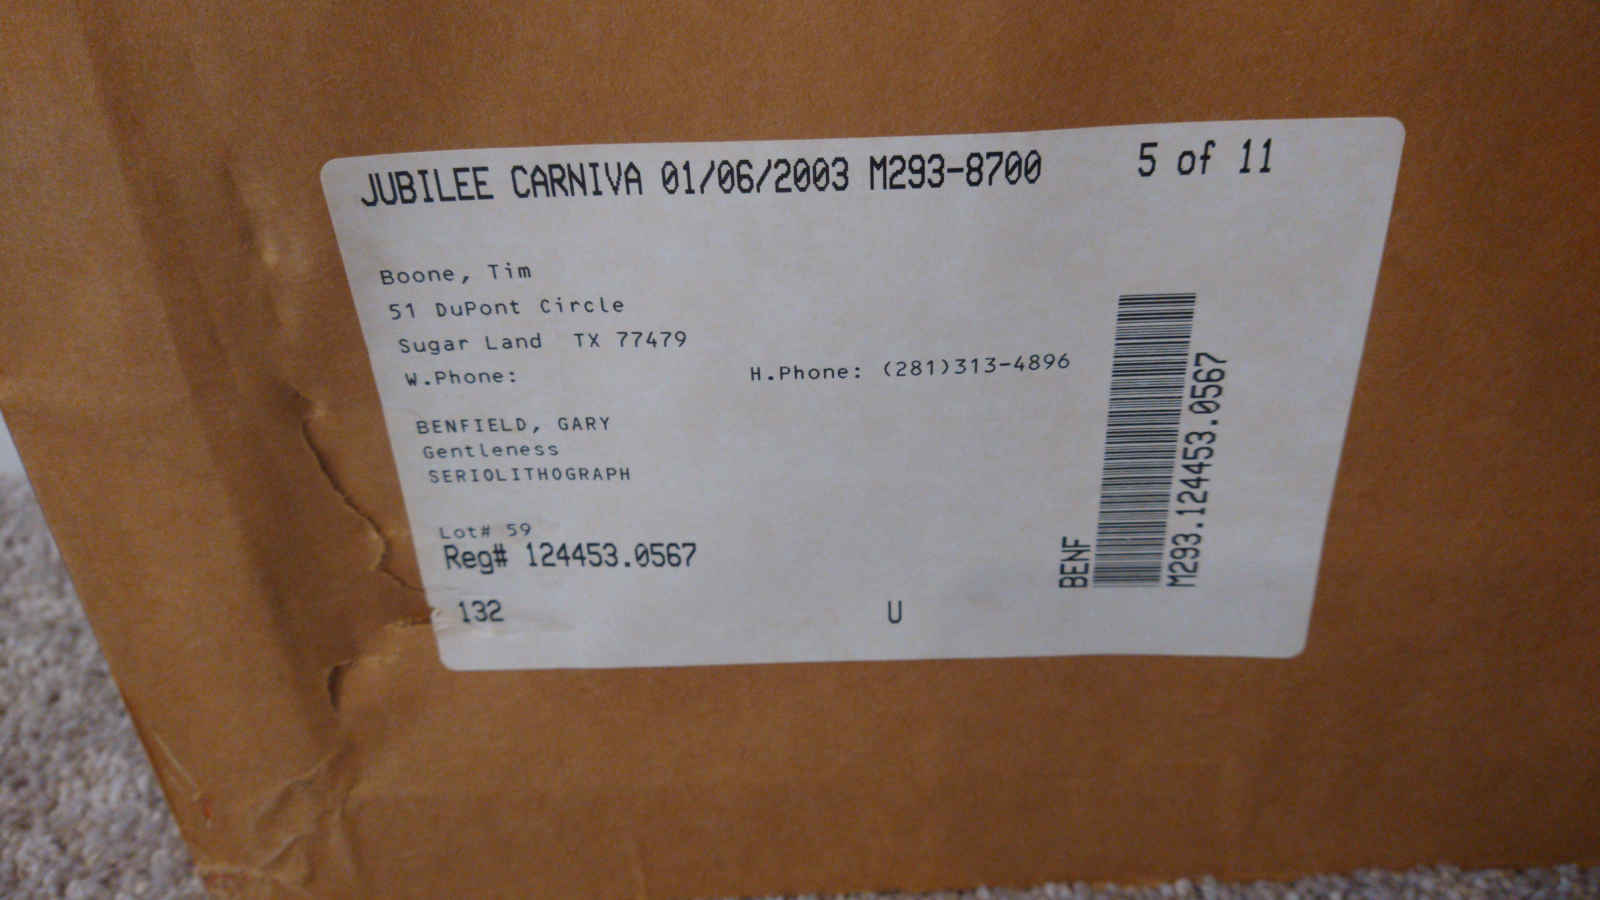 JUBILEE CARNIVA 01/06/2003 M293-8700 5 of 11
Boone, Tim
51 DuPont Circle
Sugar Land TX 77479
W.Phone: H.Phone: (281)313-4896
BENFIELD, GARY
Gentleness
SERIOLITHOGRAPH
Lot# 59
Reg# 124453.0567
132 U
BENF
M293.124453.0567